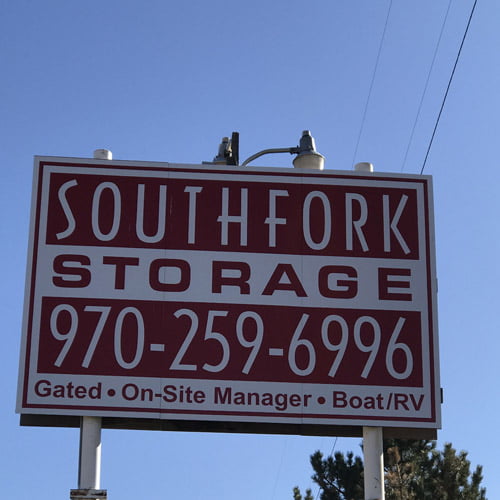 SOUTHFORK
STORAGE
970-259-6996
Gated • On-Site Manager • Boat/RV